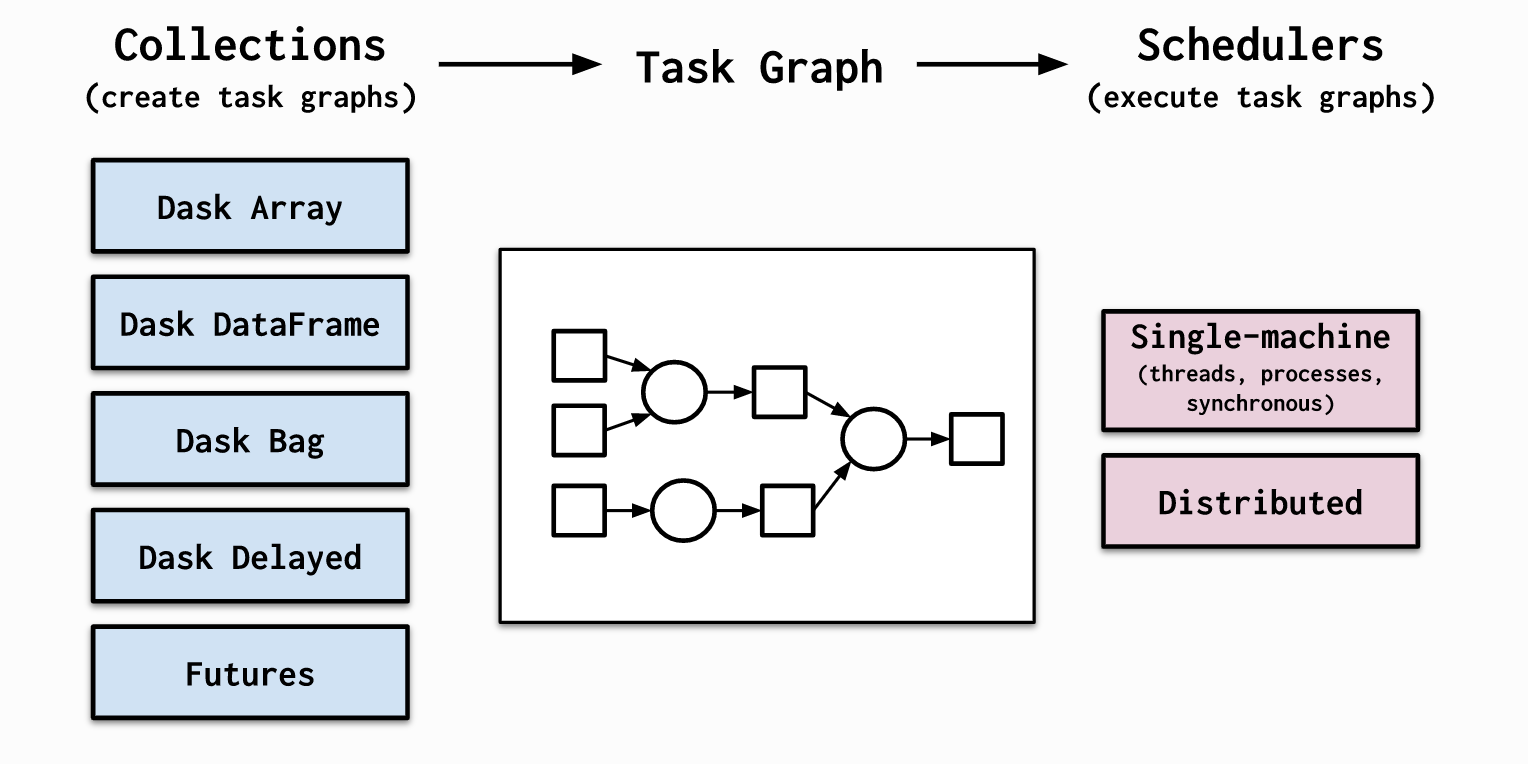 Collections
(create task graphs)
Task Graph
Schedulers
(execute task graphs)
Dask Array
Dask DataFrame
Dask Bag
Dask Delayed
Futures
Single-machine
(threads, processes,
synchronous)
Distributed